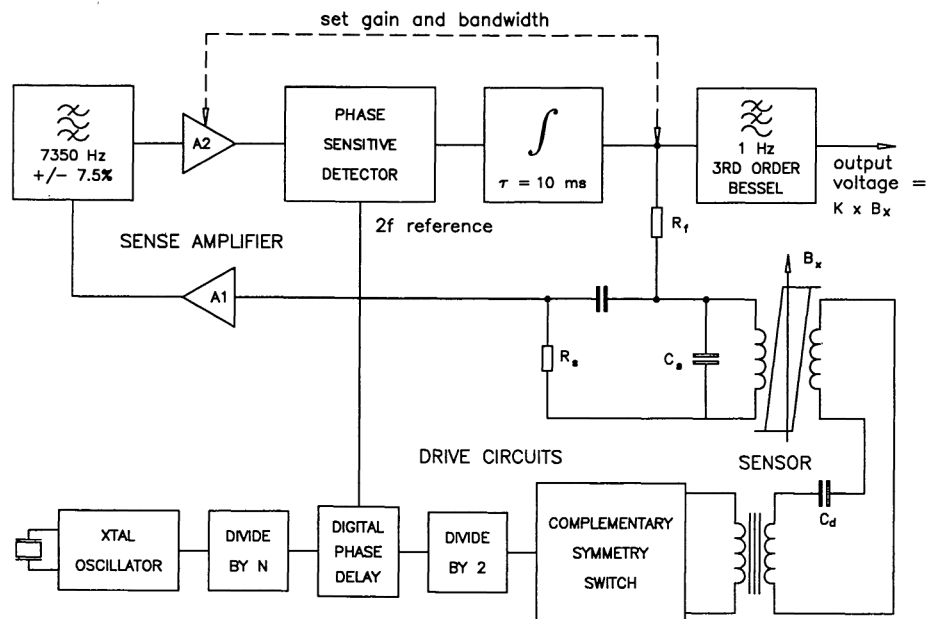 set gain and bandwidth
7350 Hz
+/- 7.5%
A2
PHASE
SENSITIVE
DETECTOR
∫
τ = 10 ms
1 Hz
3RD ORDER
BESSEL
output
voltage =
K x Bx
2f reference
SENSE AMPLIFIER
A1
Rf
Bx
Rs
Cs
DRIVE CIRCUITS
SENSOR
Cd
XTAL
OSCILLATOR
DIVIDE
BY N
DIGITAL
PHASE
DELAY
DIVIDE
BY 2
COMPLEMENTARY
SYMMETRY
SWITCH